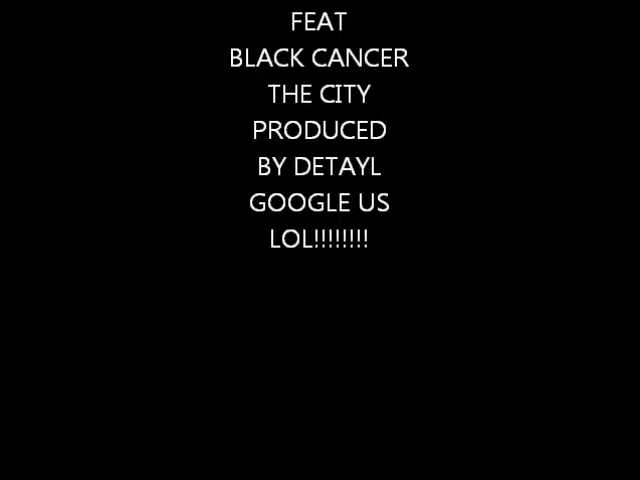 FEAT
BLACK CANCER
THE CITY
PRODUCED
BY DETAYL
GOOGLE US
LOL!!!!!!!!